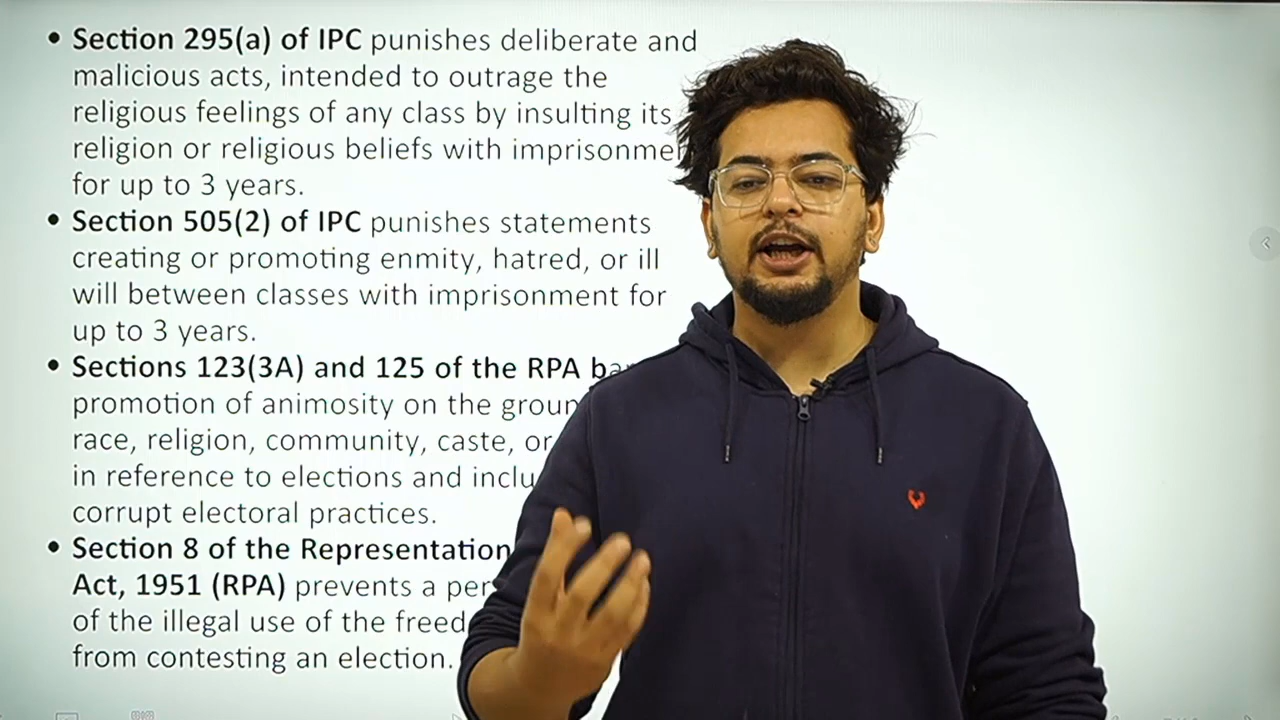 • Section 295(a) of IPC punishes deliberate and
malicious acts, intended to outrage the
religious feelings of any class by insulting its
religion or religious beliefs with
for up to 3 years.
• Section 505(2) of IPC punishes statements
creating or promoting enmity, hatred, or ill
will between classes with imprisonment for
up to 3 years.
• Sections 123(3A) and 125 of the RPA
promotion of animosity on the
race, religion, community, caste, or
in reference to elections and
corrupt electoral practices.
• Section 8 of the Representation
Act, 1951 (RPA) prevents a
of the illegal use of the
from contesting an election.